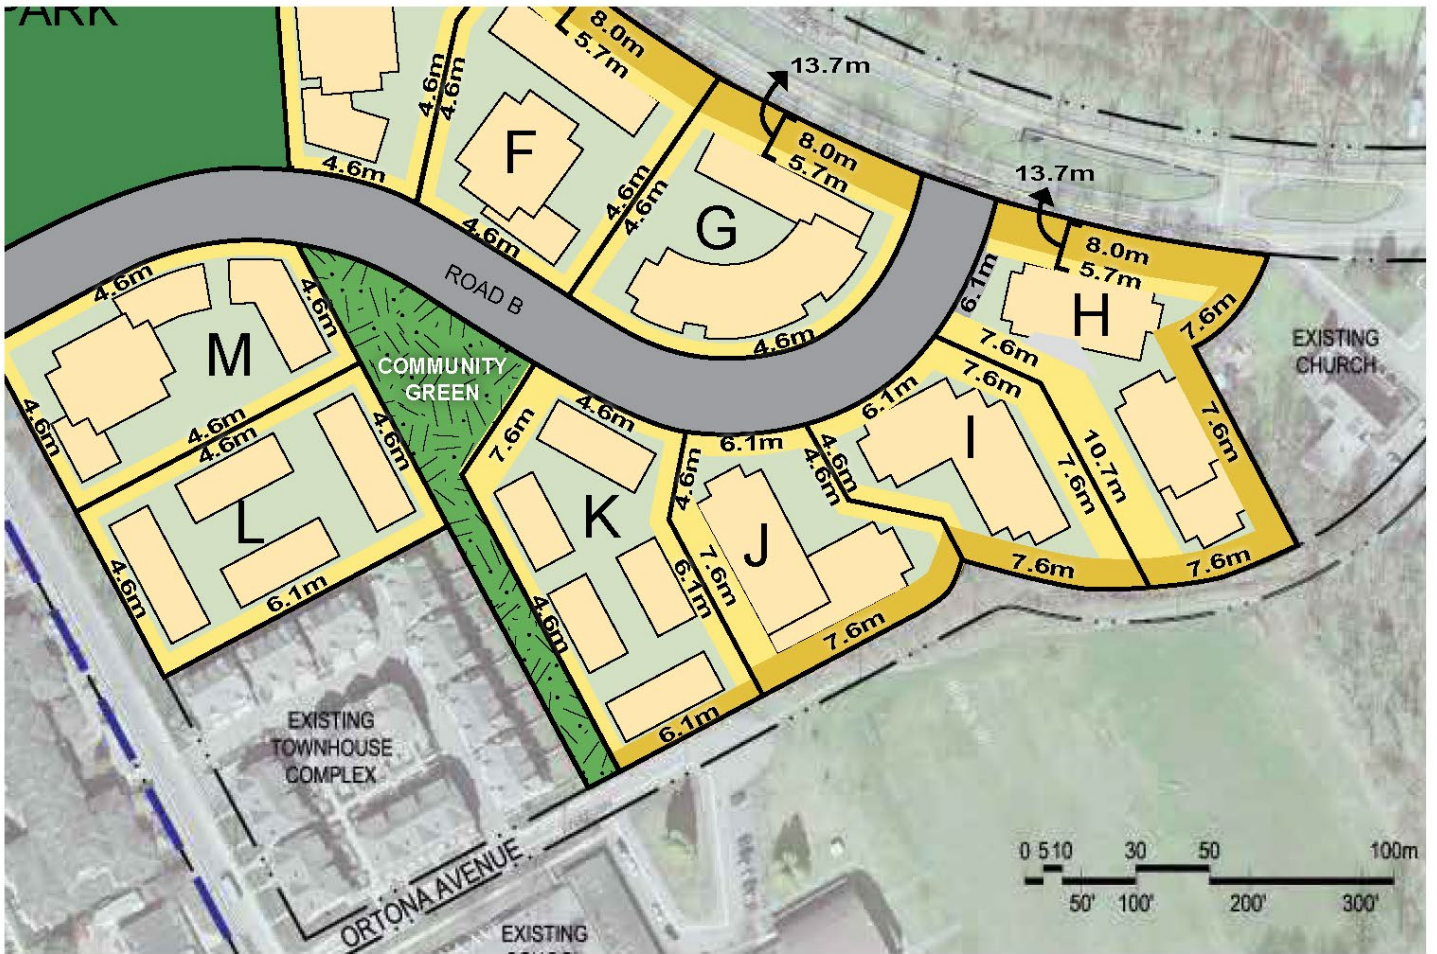 PARK
8.0m
5.7m
13.7m
4.6m
4.6m
F
4.6m
4.6m
4.6m
4.6m
8.0m
5.7m
13.7m
G
8.0m
5.7m
4.6m
ROAD B
6.1m
H
7.6m
7.6m
EXISTING
CHURCH
4.6m
4.6m
M
COMMUNITY
GREEN
4.6m
4.6m
4.6m
4.6m
L
4.6m
6.1m
7.6m
4.6m
K
4.6m
6.1m
4.6m
6.1m
6.1m
4.6m
4.6m
J
7.6m
7.6m
6.1m
7.6m
I
7.6m
10.7m
7.6m
7.6m
7.6m
EXISTING
TOWNHOUSE
COMPLEX
ORTONA AVENUE
EXISTING
0 5 10 30 50 100m
50' 100' 200' 300'